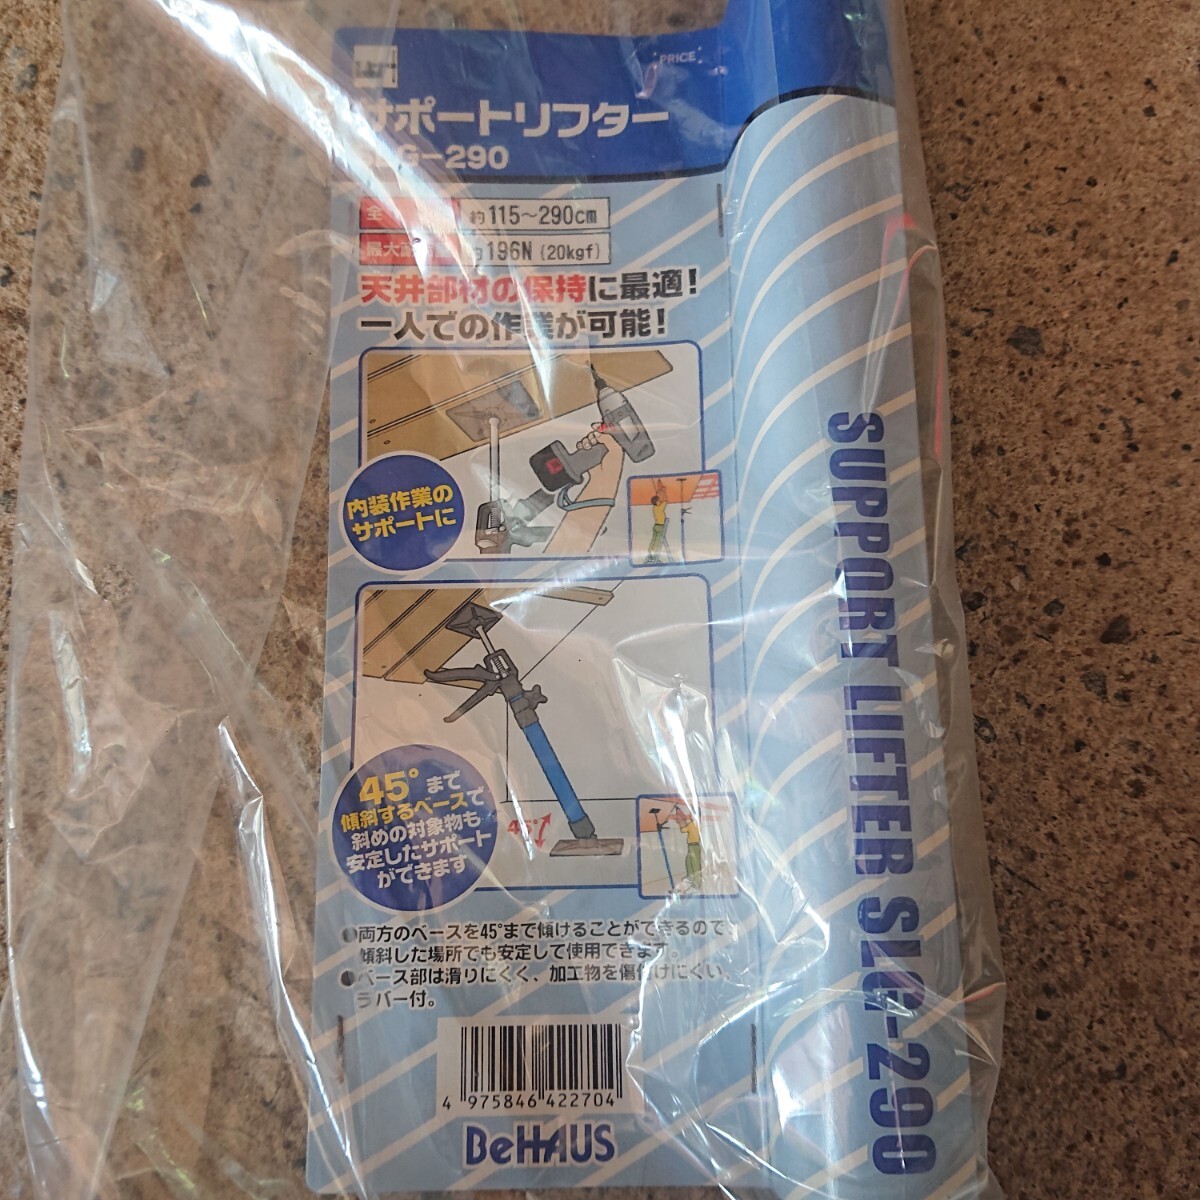 PRICE
サポートリフター
SLG-290
約115〜290cm
最大
196N (20kgf)
天井部材の保持に最適!
一人での作業が可能!
内装作業の
サポートに
45°まで
傾斜するベースで
斜めの対象物も
安定したサポート
ができます
45°
●両方のベースを45°まで傾けることができるので、
傾斜した場所でも安定して使用できます。
●ベース部は滑りにくく、加工物を傷付けにくい
ラバー付。
4 975846 422704
BeHAUS
SUPPORT LIFTER SLG-290